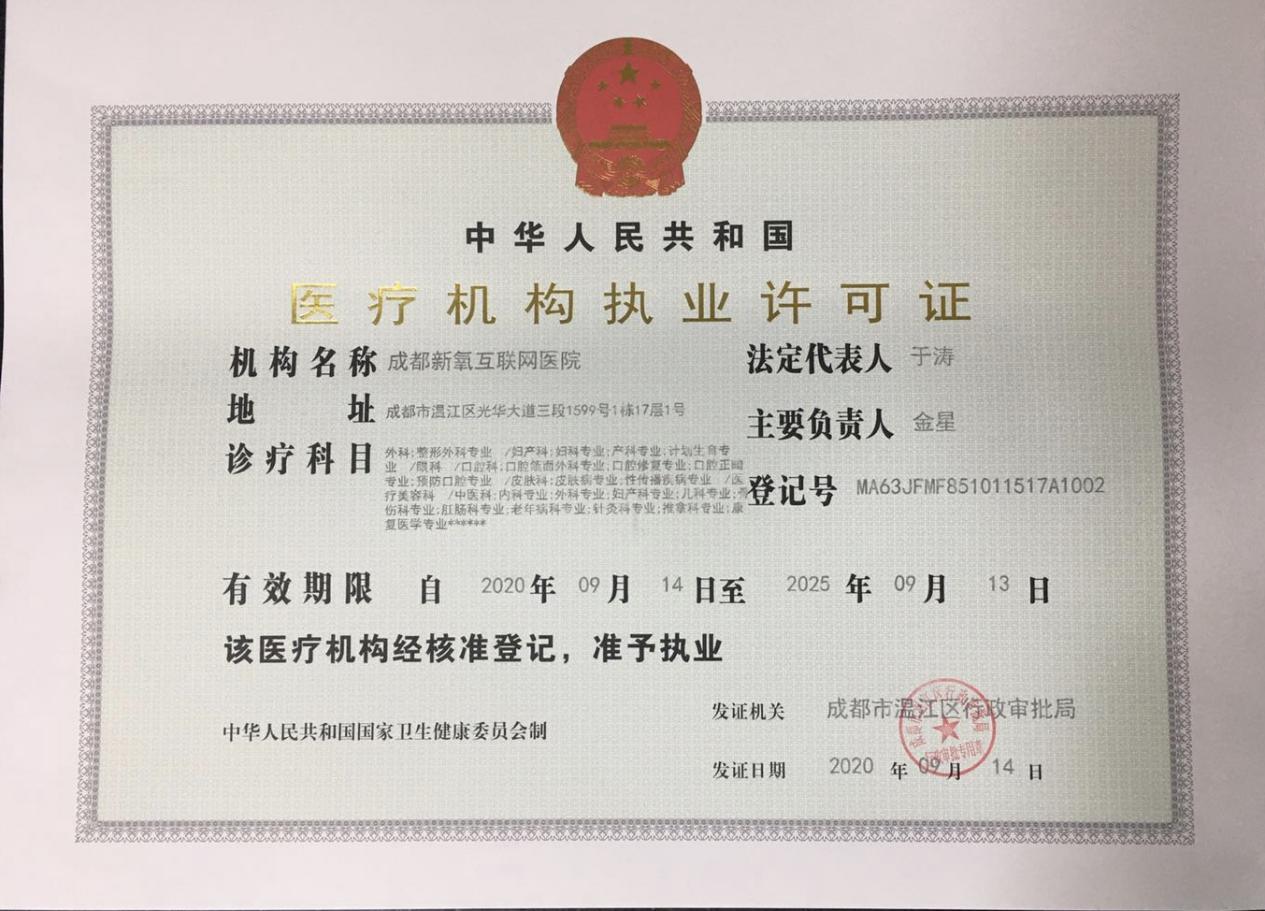 中华人民共和国
医疗机构执业许可证
机构名称 成都新氧互联网医院
法定代表人 于涛
地址 成都市温江区光华大道三段1599号1栋17层1号
主要负责人 金星
诊疗科目 外科;整形外科专业 /妇产科;妇科专业;产科专业;计划生育专
业 /眼科 /口腔科;口腔颌面外科专业;口腔修复专业;口腔正畸
专业;预防口腔专业 /皮肤科;皮肤病专业;性传播疾病专业 /医
疗美容科 /中医科;内科专业;外科专业;妇产科专业;儿科专业;骨
伤科专业;肛肠科专业;老年病科专业;针灸科专业;推拿科专业;康
复医学专业******
登记号 MA63JFMF851011517A1002
有效期限 自 2020 年 09 月 14 日至 2025 年 09 月 13 日
该医疗机构经核准登记，准予执业
发证机关 成都市温江区行政审批局
中华人民共和国国家卫生健康委员会制
发证日期 2020 年 09 月 14 日